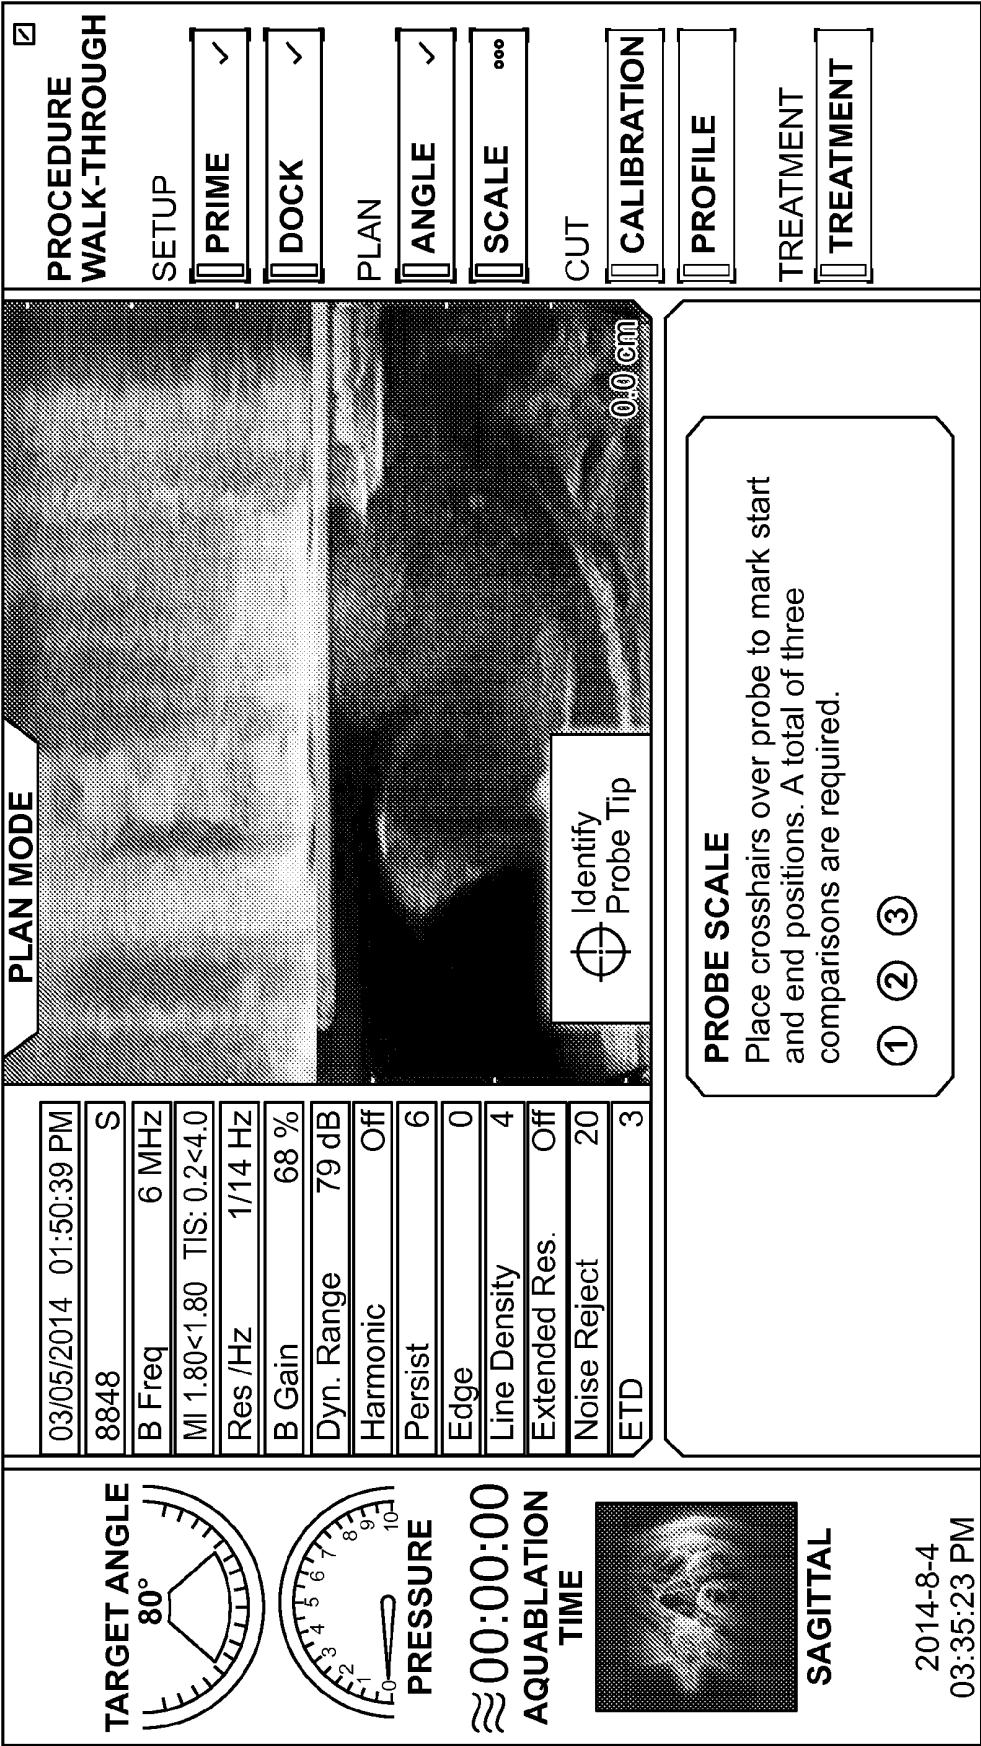 TARGET ANGLE
80°
0 1 2 3 4 5 6 7 8 9 10
PRESSURE
00:00:00
AQUABLATION
TIME
SAGITTAL
2014-8-4
03:35:23 PM
03/05/2014 01:50:39 PM
8848 S
B Freq 6 MHz
MI 1.80<1.80 TIS: 0.2<4.0
Res /Hz 1/14 Hz
B Gain 68 %
Dyn. Range 79 dB
Harmonic Off
Persist 6
Edge 0
Line Density 4
Extended Res. Off
Noise Reject 20
ETD 3
PLAN MODE
Identify
Probe Tip
0.0 cm
PROBE SCALE
Place crosshairs over probe to mark start
and end positions. A total of three
comparisons are required.
1 2 3
PROCEDURE
WALK-THROUGH
SETUP
PRIME
DOCK
PLAN
ANGLE
SCALE
CUT
CALIBRATION
PROFILE
TREATMENT
TREATMENT